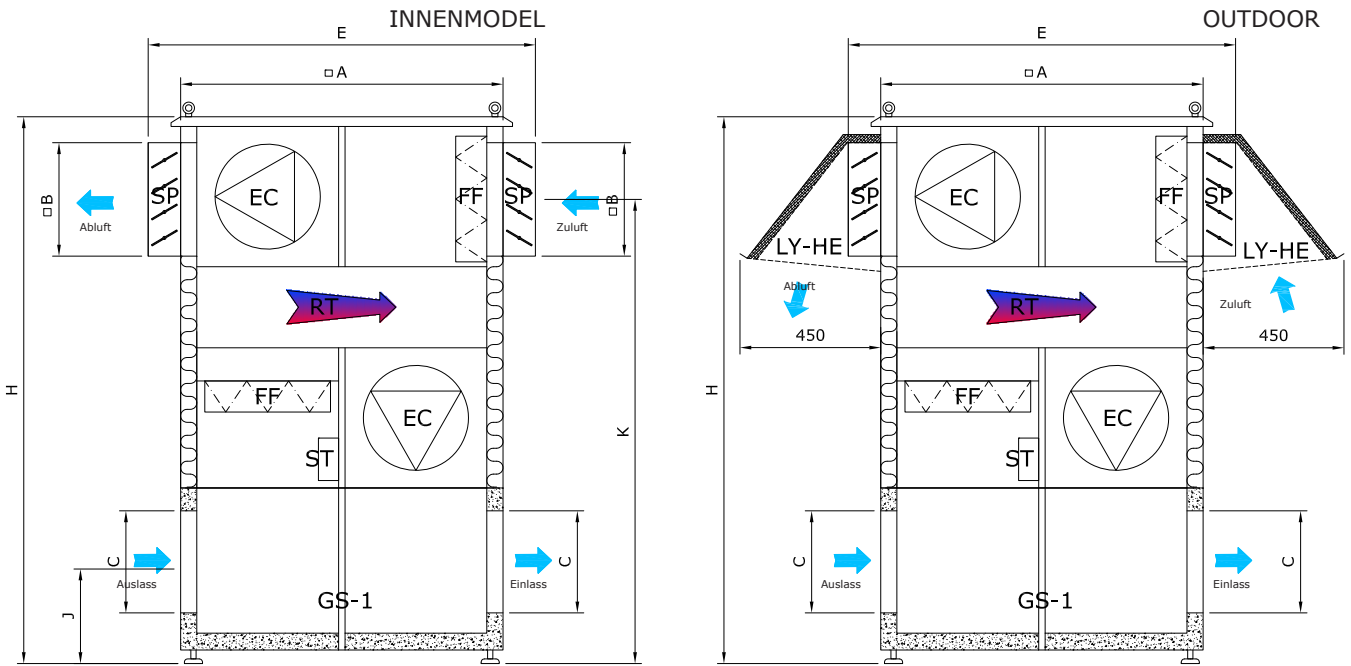 INNENMODEL
E
□ A
□B
SP
EC
FF
SP
□B
Abluft
Zuluft
RT
H
K
FF
EC
ST
C
Auslass
C
Einlass
J
GS-1
OUTDOOR
E
□ A
SP
EC
FF
SP
LY-HE
LY-HE
Abluft
Zuluft
RT
450
450
H
FF
EC
ST
C
Auslass
C
Einlass
GS-1